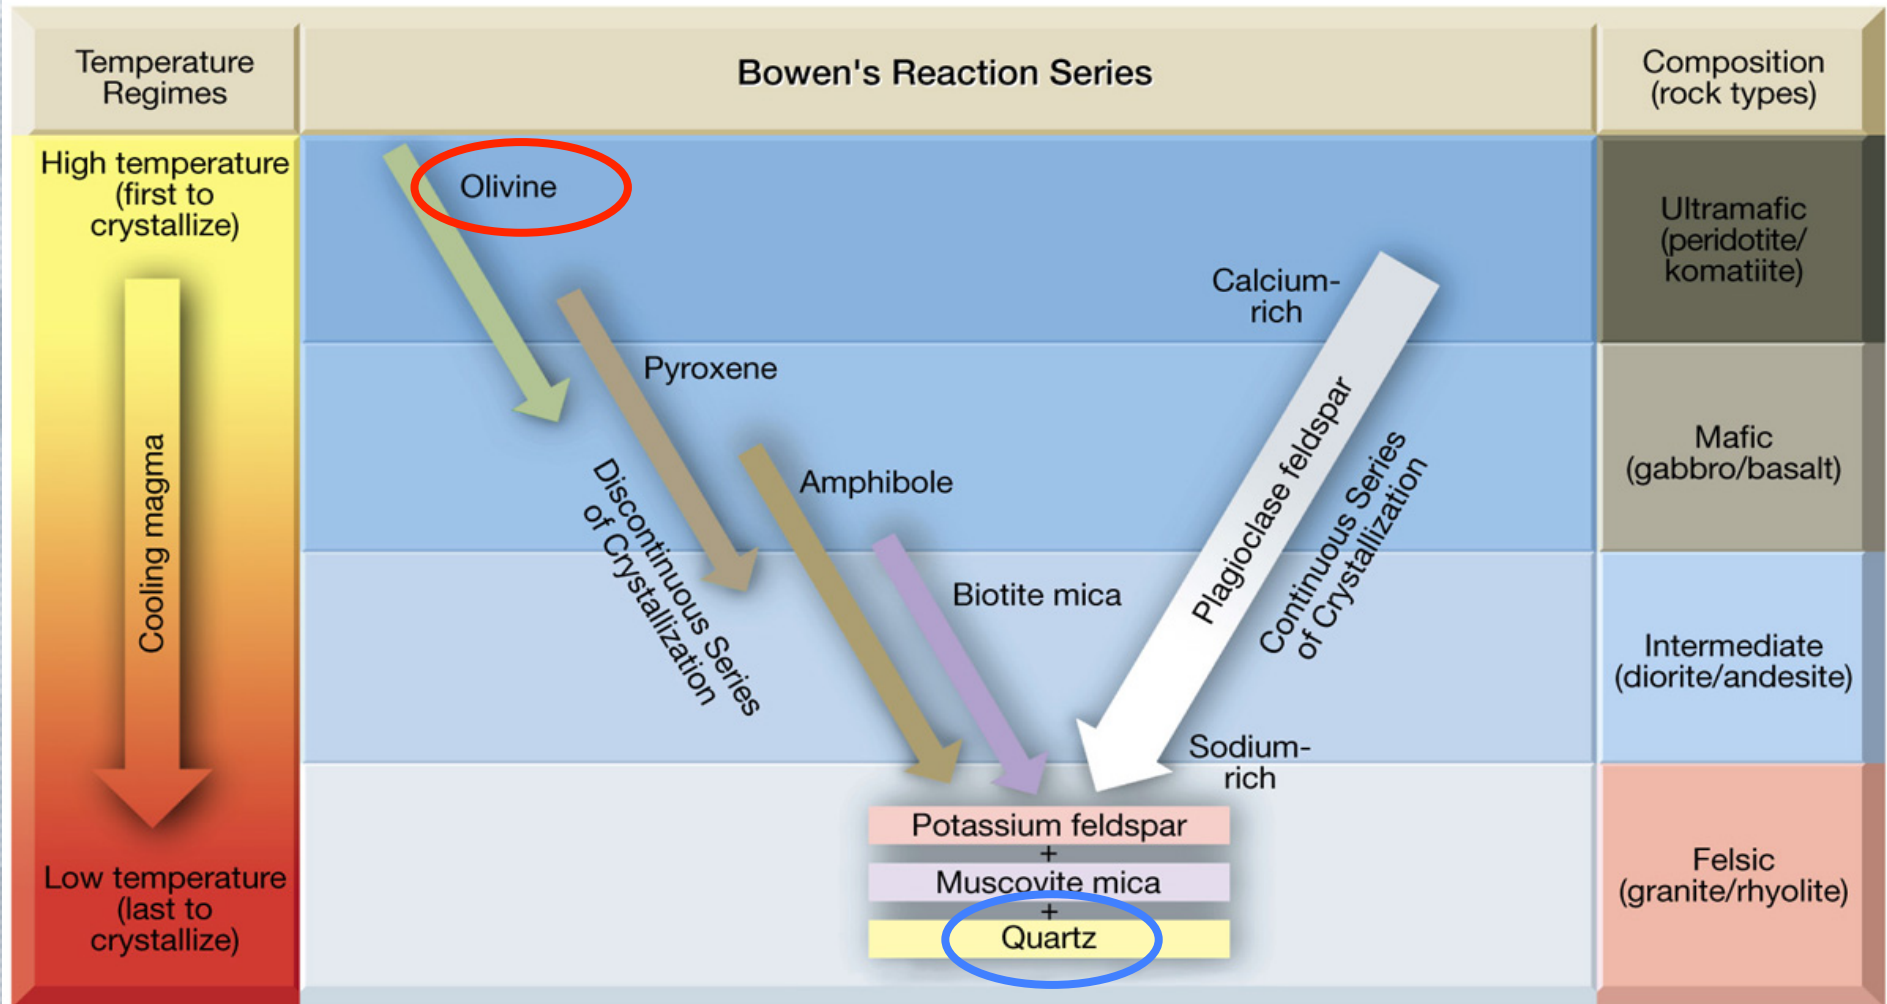 Temperature
Regimes
Bowen's Reaction Series
Composition
(rock types)
High temperature
(first to
crystallize)
Olivine
Ultramafic
(peridotite/
komatiite)
Calcium-
rich
Pyroxene
Mafic
(gabbro/basalt)
Amphibole
Cooling magma
Discontinuous Series
of Crystallization
Plagioclase feldspar
Continuous Series
of Crystallization
Biotite mica
Intermediate
(diorite/andesite)
Sodium-
rich
Potassium feldspar
+
Muscovite mica
+
Quartz
Low temperature
(last to
crystallize)
Felsic
(granite/rhyolite)